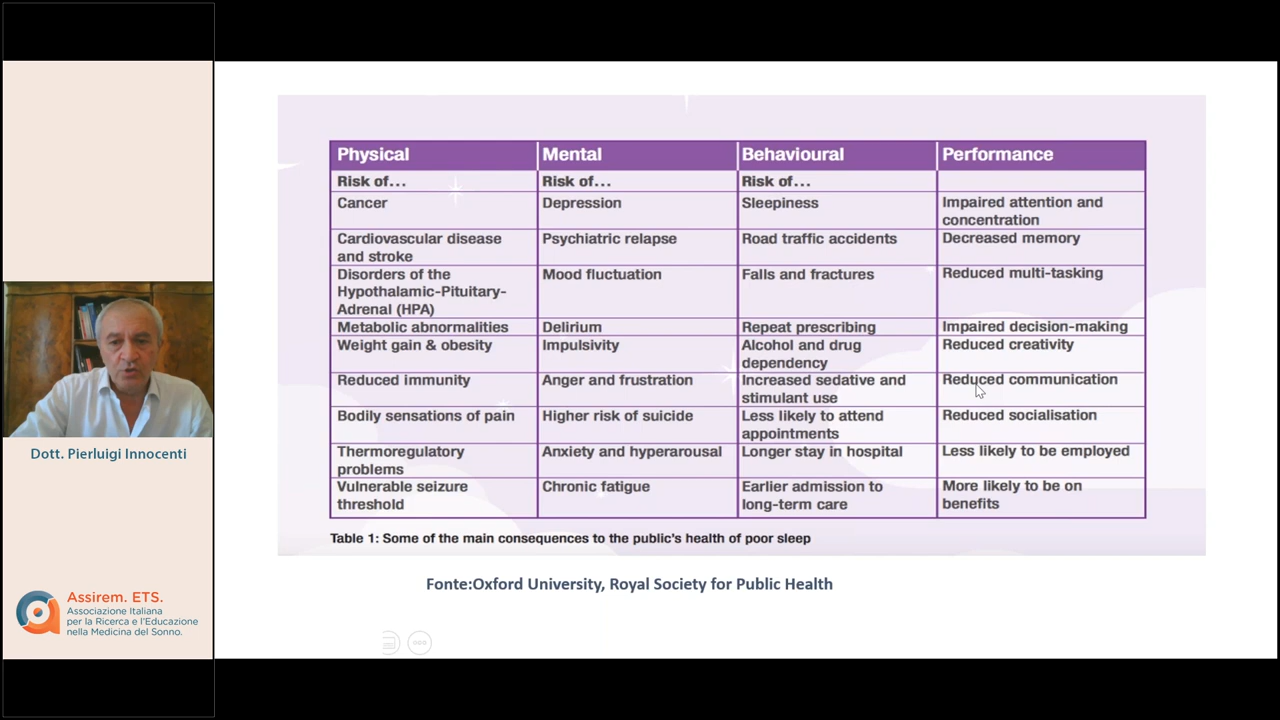 Physical Mental Behavioural Performance
Risk of... Risk of... Risk of...
Cancer Depression Sleepiness Impaired attention and
concentration
Cardiovascular disease Psychiatric relapse Road traffic accidents Decreased memory
and stroke
Disorders of the Mood fluctuation Falls and fractures Reduced multi-tasking
Hypothalamic-Pituitary-
Adrenal (HPA)
Metabolic abnormalities Delirium Repeat prescribing Impaired decision-making
Weight gain & obesity Impulsivity Alcohol and drug Reduced creativity
dependency
Reduced immunity Anger and frustration Increased sedative and Reduced communication
stimulant use
Bodily sensations of pain Higher risk of suicide Less likely to attend Reduced socialisation
appointments
Thermoregulatory Anxiety and hyperarousal Longer stay in hospital Less likely to be employed
problems
Vulnerable seizure Chronic fatigue Earlier admission to More likely to be on
threshold long-term care benefits
Table 1: Some of the main consequences to the public's health of poor sleep
Fonte:Oxford University, Royal Society for Public Health
Dott. Pierluigi Innocenti
Assirem. ETS.
Associazione Italiana
per la Ricerca e l'Educazione
nella Medicina del Sonno.